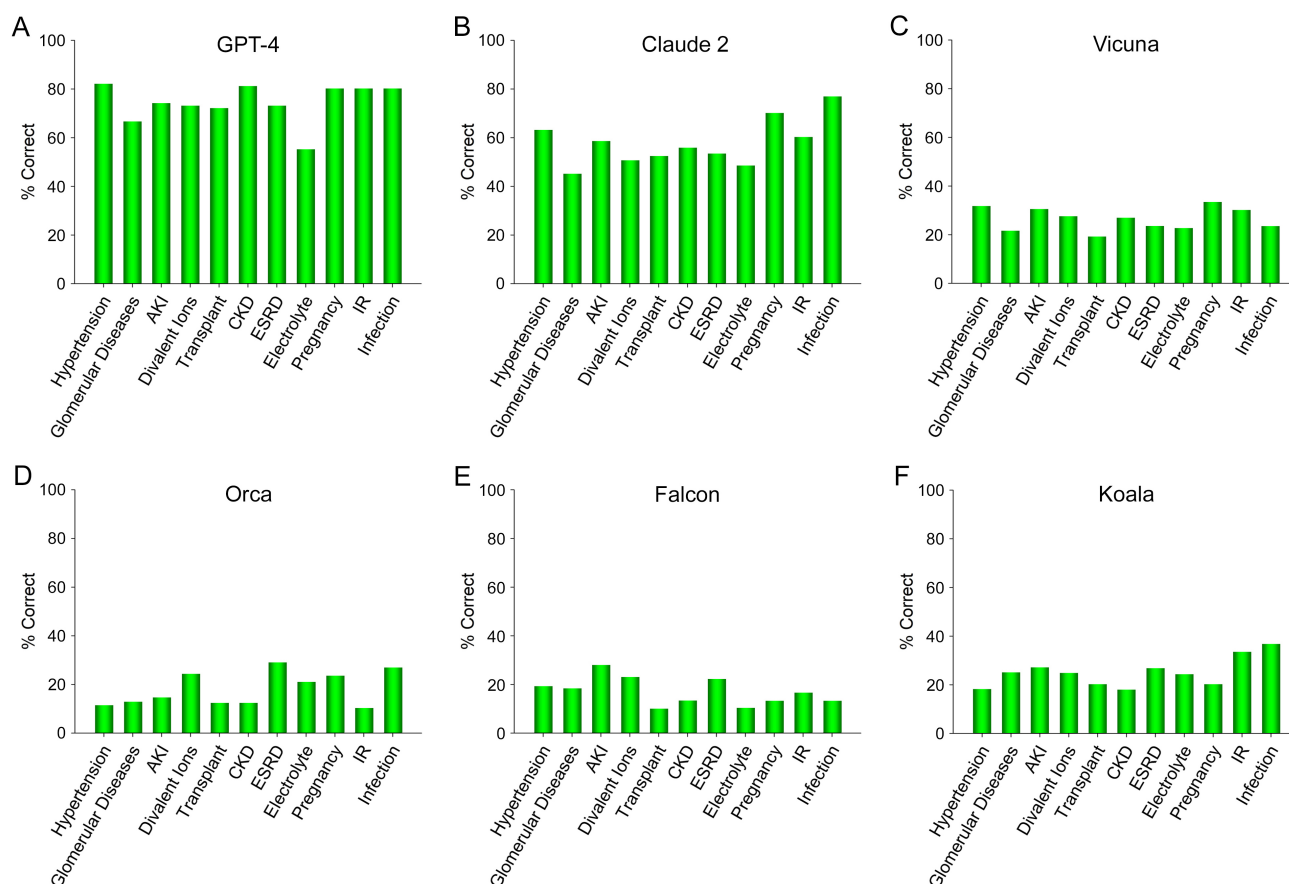 A
GPT-4
% Correct
100
80
60
40
20
0
Hypertension
Glomerular Diseases
AKI
Divalent Ions
Transplant
CKD
ESRD
Electrolyte
Pregnancy
IR
Infection
B
Claude 2
% Correct
100
80
60
40
20
0
Hypertension
Glomerular Diseases
AKI
Divalent Ions
Transplant
CKD
ESRD
Electrolyte
Pregnancy
IR
Infection
C
Vicuna
% Correct
100
80
60
40
20
0
Hypertension
Glomerular Diseases
AKI
Divalent Ions
Transplant
CKD
ESRD
Electrolyte
Pregnancy
IR
Infection
D
Orca
% Correct
100
80
60
40
20
0
Hypertension
Glomerular Diseases
AKI
Divalent Ions
Transplant
CKD
ESRD
Electrolyte
Pregnancy
IR
Infection
E
Falcon
% Correct
100
80
60
40
20
0
Hypertension
Glomerular Diseases
AKI
Divalent Ions
Transplant
CKD
ESRD
Electrolyte
Pregnancy
IR
Infection
F
Koala
% Correct
100
80
60
40
20
0
Hypertension
Glomerular Diseases
AKI
Divalent Ions
Transplant
CKD
ESRD
Electrolyte
Pregnancy
IR
Infection